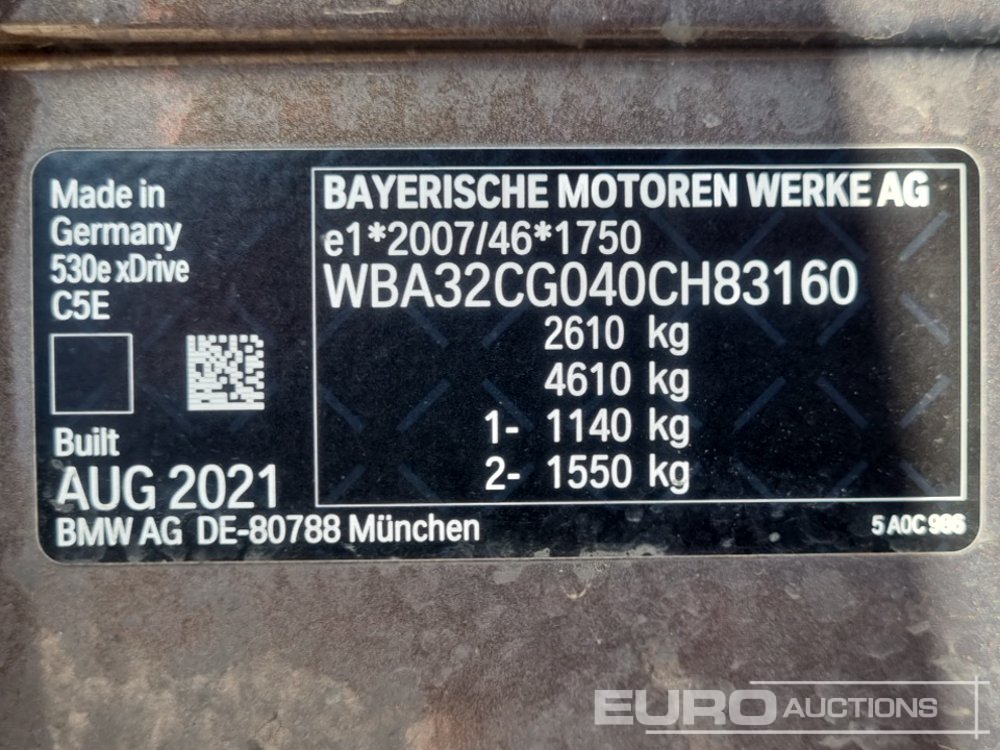 Made in
Germany
530e xDrive
C5E
Built
AUG 2021
BAYERISCHE MOTOREN WERKE AG
e1*2007/46*1750
WBA32CG040CH83160
2610 kg
4610 kg
1- 1140 kg
2- 1550 kg
BMW AG DE-80788 München
5 A0C 986
EURO AUCTIONS